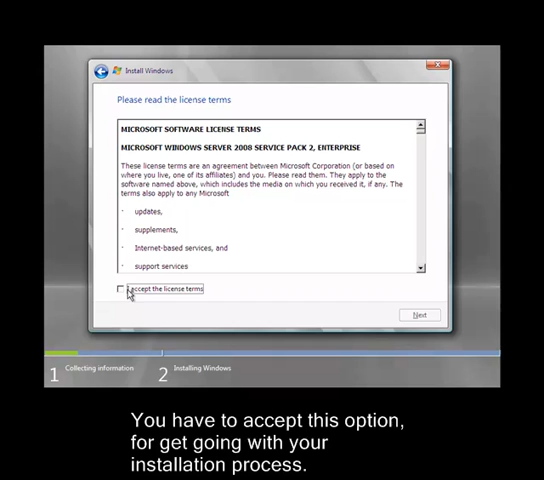 Install Windows
Please read the license terms
MICROSOFT SOFTWARE LICENSE TERMS
MICROSOFT WINDOWS SERVER 2008 SERVICE PACK 2, ENTERPRISE
These license terms are an agreement between Microsoft Corporation (or based on
where you live, one of its affiliates) and you. Please read them. They apply to the
software named above, which includes the media on which you received it, if any. The
terms also apply to any Microsoft
· updates,
· supplements,
· Internet-based services, and
· support services
I accept the license terms
Next
1 Collecting information
2 Installing Windows
You have to accept this option,
for get going with your
installation process.